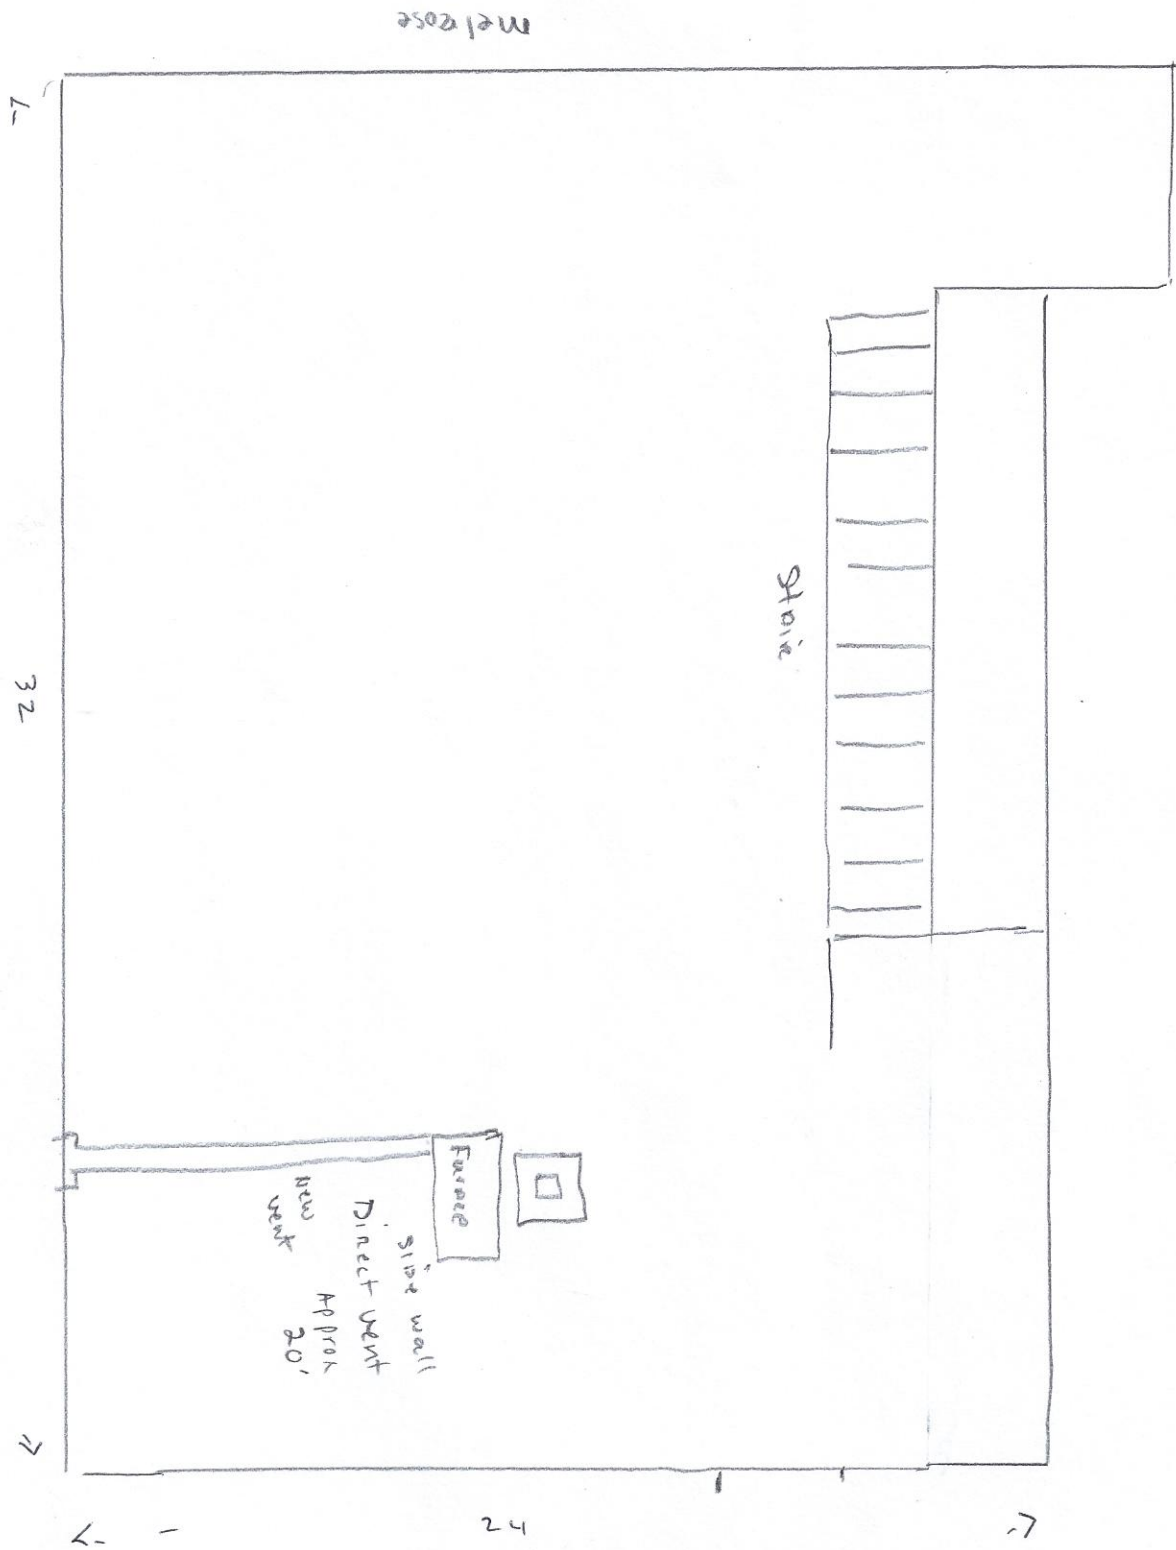 Melrose
32
Stair
Furnace
side wall
Direct vent
Approx
20'
New
vent
24